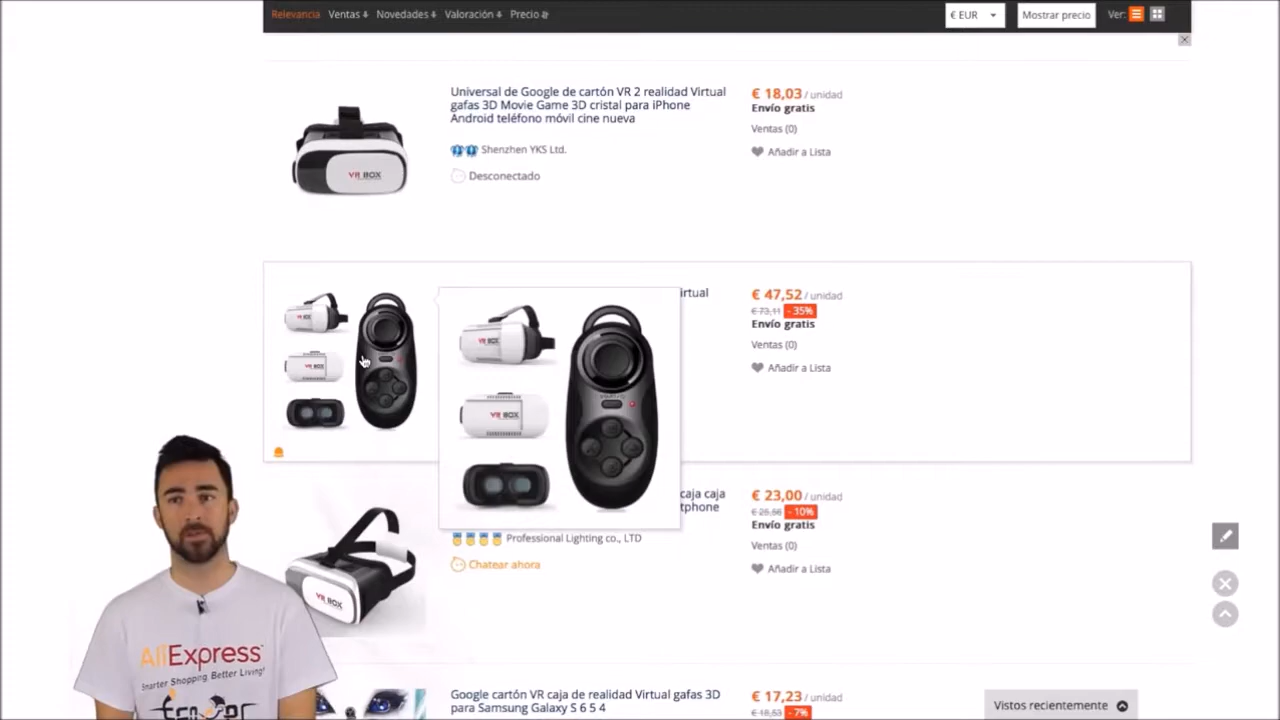 Relevancia Ventas Novedades Valoración Precio € EUR Mostrar precio Ver:
Universal de Google de cartón VR 2 realidad Virtual
gafas 3D Movie Game 3D cristal para iPhone
Android teléfono móvil cine nueva
Shenzhen YKS Ltd.
Desconectado
€ 18,03 / unidad
Envío gratis
Ventas (0)
Añadir a Lista
VR BOX
irtual
€ 47,52 / unidad
€ 73,11 - 35%
Envío gratis
Ventas (0)
Añadir a Lista
VR BOX
caja caja
tphone
Professional Lighting co., LTD
Chatear ahora
€ 23,00 / unidad
€ 25,56 - 10%
Envío gratis
Ventas (0)
Añadir a Lista
VR BOX
Google cartón VR caja de realidad Virtual gafas 3D
para Samsung Galaxy S 6 5 4
€ 17,23 / unidad
€ 18,53 - 7%
Vistos recientemente
AliExpress™
Smarter Shopping, Better Living!